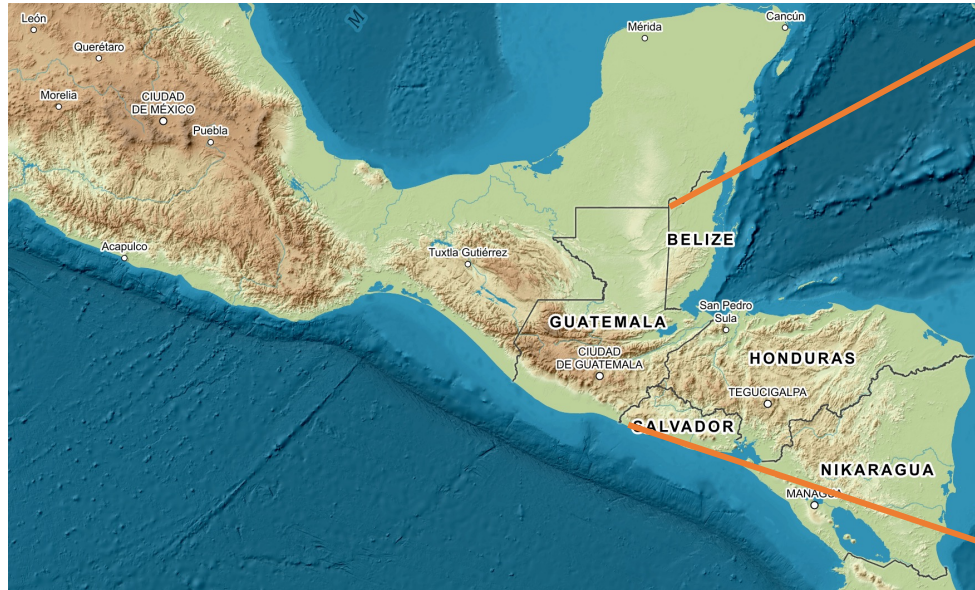 León
M
Cancún
Mérida
Querétaro
Morelia
CIUDAD
DE MÉXICO
Puebla
Acapulco
Tuxtla Gutiérrez
BELIZE
San Pedro
Sula
GUATEMALA
CIUDAD
DE GUATEMALA
HONDURAS
TEGUCIGALPA
SALVADOR
NIKARAGUA
MANAGUA